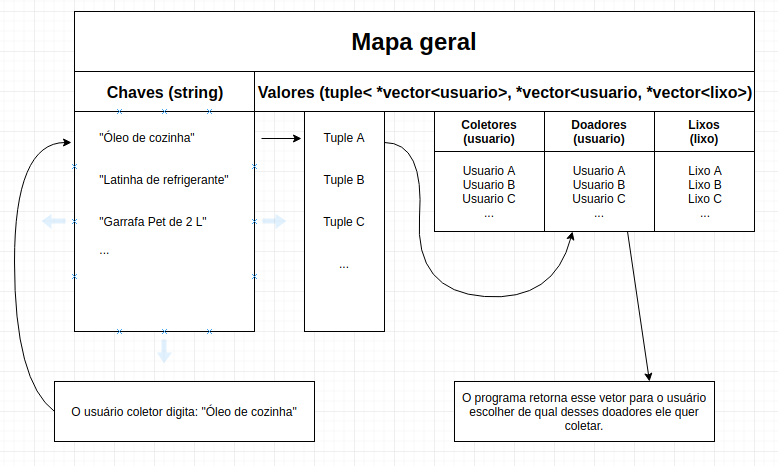 Mapa geral
Chaves (string)
Valores (tuple< *vector<usuario>, *vector<usuario, *vector<lixo>)
"Óleo de cozinha"
"Latinha de refrigerante"
"Garrafa Pet de 2 L"
...
Tuple A
Tuple B
Tuple C
...
Coletores
(usuario)
Doadores
(usuario)
Lixos
(lixo)
Usuario A
Usuario B
Usuario C
...
Usuario A
Usuario B
Usuario C
...
Lixo A
Lixo B
Lixo C
...
O usuário coletor digita: "Óleo de cozinha"
O programa retorna esse vetor para o usuário
escolher de qual desses doadores ele quer
coletar.